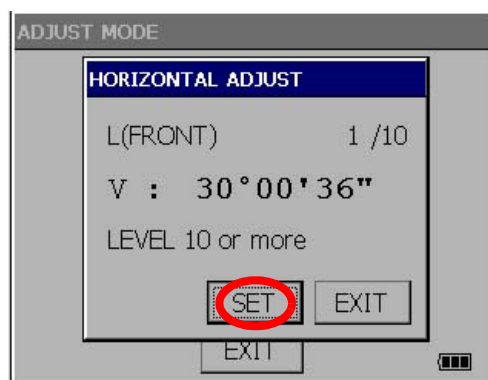 ADJUST MODE
HORIZONTAL ADJUST
L(FRONT) 1 /10
V : 30°00'36"
LEVEL 10 or more
SET EXIT
EXIT